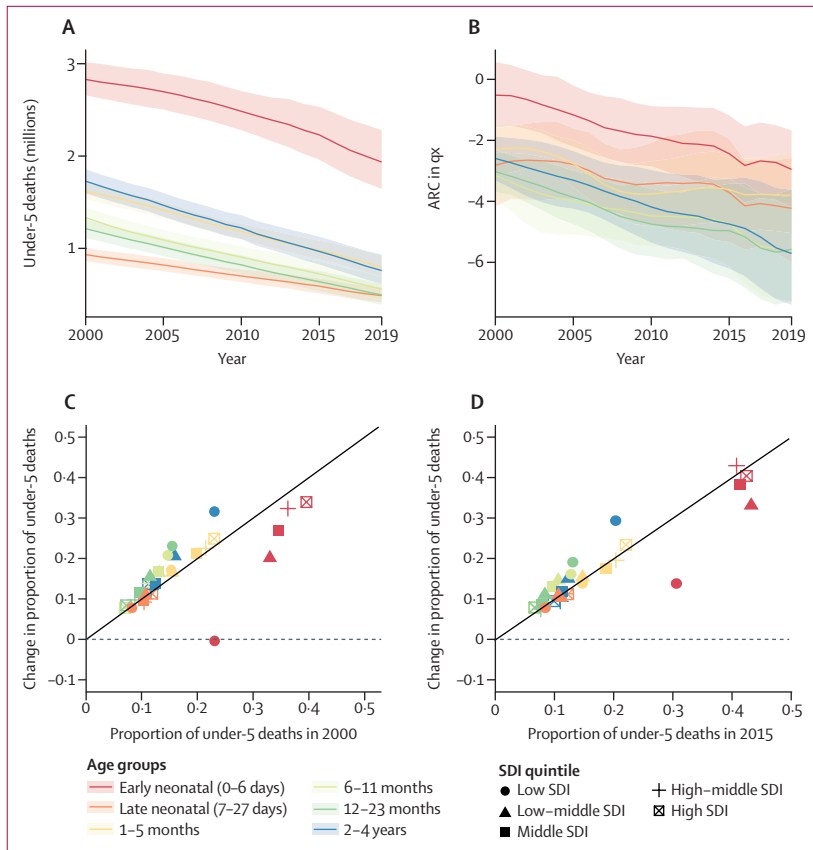 A
Under-5 deaths (millions)
3
2
1
2000
2005
2010
2015
2019
Year
B
ARC in qx
0
–2
–4
–6
2000
2005
2010
2015
2019
Year
C
Change in proportion of under-5 deaths
0·5
0·4
0·3
0·2
0·1
0
–0·1
0
0·1
0·2
0·3
0·4
0·5
Proportion of under-5 deaths in 2000
D
Change in proportion of under-5 deaths
0·5
0·4
0·3
0·2
0·1
0
–0·1
0
0·1
0·2
0·3
0·4
0·5
Proportion of under-5 deaths in 2015
Age groups
Early neonatal (0–6 days)
Late neonatal (7–27 days)
1–5 months
6–11 months
12–23 months
2–4 years
SDI quintile
Low SDI
Low–middle SDI
Middle SDI
High–middle SDI
High SDI